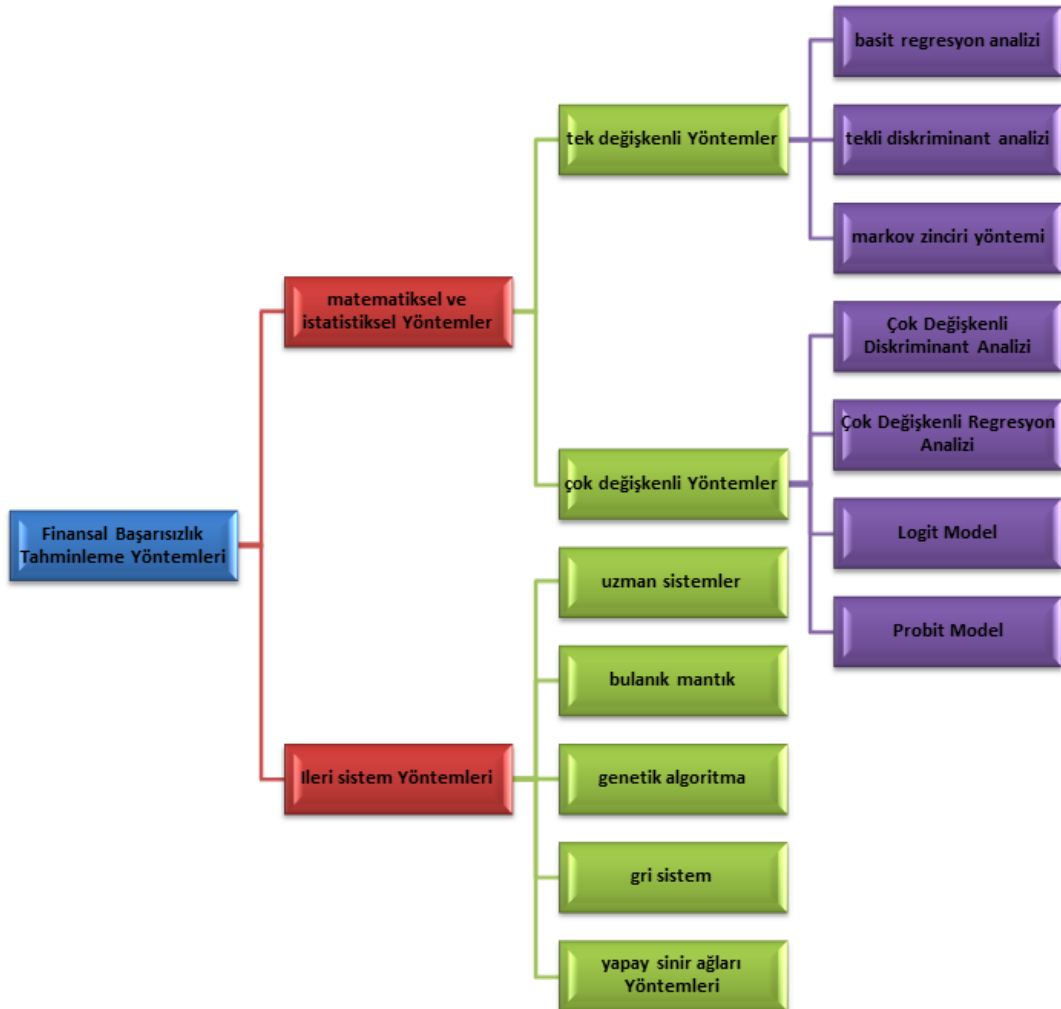 Finansal Başarısızlık
Tahminleme Yöntemleri
matematiksel ve
istatistiksel Yöntemler
tek değişkenli Yöntemler
basit regresyon analizi
tekli diskriminant analizi
markov zinciri yöntemi
çok değişkenli Yöntemler
Çok Değişkenli
Diskriminant Analizi
Çok Değişkenli Regresyon
Analizi
Logit Model
Probit Model
Ileri sistem Yöntemleri
uzman sistemler
bulanık mantık
genetik algoritma
gri sistem
yapay sinir ağları
Yöntemleri